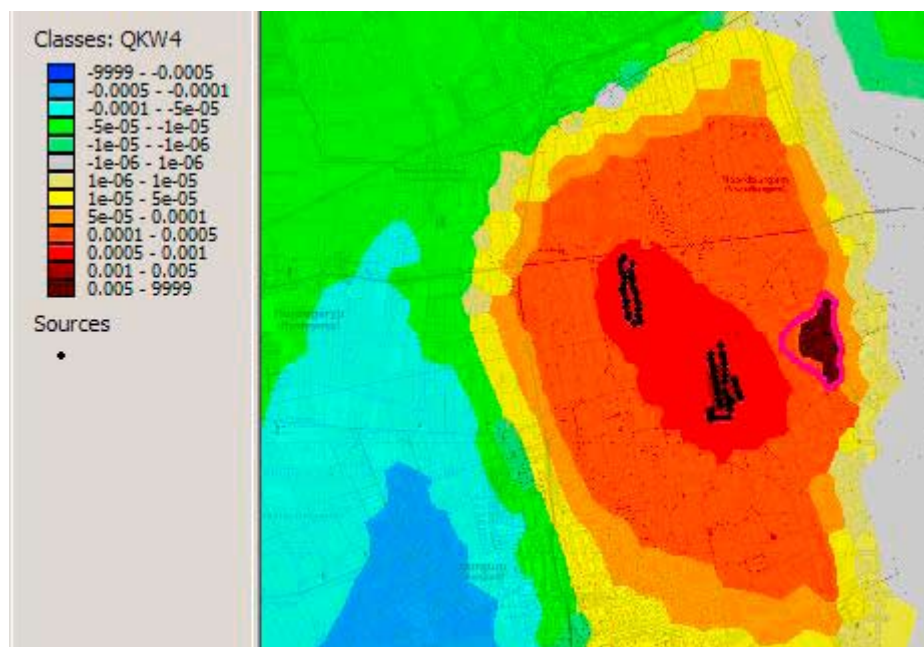 Classes: QKW4
-9999 - -0.0005
-0.0005 - -0.0001
-0.0001 - -5e-05
-5e-05 - -1e-05
-1e-05 - -1e-06
-1e-06 - 1e-06
1e-06 - 1e-05
1e-05 - 5e-05
5e-05 - 0.0001
0.0001 - 0.0005
0.0005 - 0.001
0.001 - 0.005
0.005 - 9999
Sources
Noordburgum